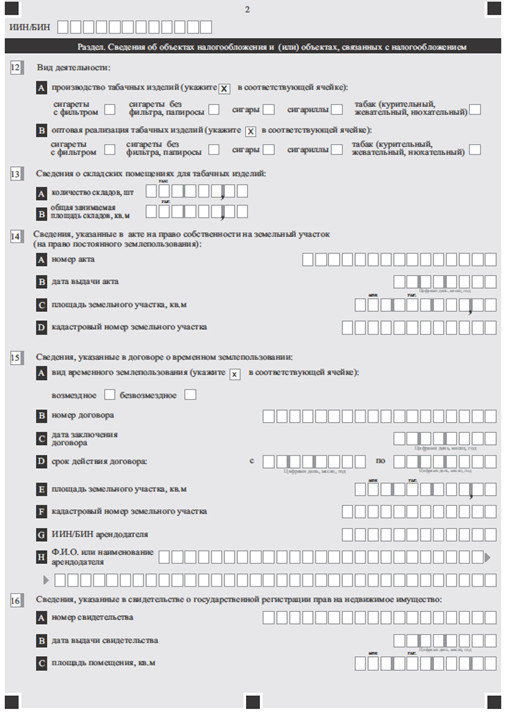 2
ИИН/БИН
Раздел. Сведения об объектах налогообложения и (или) объектах, связанных с налогообложением
12 Вид деятельности:
A производство табачных изделий (укажите x в соответствующей ячейке):
сигареты с фильтром сигареты без фильтра, папиросы сигары сигариллы табак (курительный, жевательный, нюхательный)
B оптовая реализация табачных изделий (укажите x в соответствующей ячейке):
сигареты с фильтром сигареты без фильтра, папиросы сигары сигариллы табак (курительный, жевательный, нюхательный)
13 Сведения о складских помещениях для табачных изделий:
тыс.
A количество складов, шт ,
тыс.
B общая занимаемая площадь складов, кв.м ,
14 Сведения, указанные в акте на право собственности на земельный участок
(на право постоянного землепользования):
A номер акта
B дата выдачи акта
Цифрами день, месяц, год
млн тыс.
C площадь земельного участка, кв.м ,
D кадастровый номер земельного участка
15 Сведения, указанные в договоре о временном землепользовании:
A вид временного землепользования (укажите x в соответствующей ячейке):
возмездное безвозмездное
B номер договора
C дата заключения договора
Цифрами день, месяц, год
D срок действия договора: с по
Цифрами день, месяц, год Цифрами день, месяц, год
млн тыс.
E площадь земельного участка, кв.м ,
F кадастровый номер земельного участка
G ИИН/БИН арендодателя
H Ф.И.О. или наименование арендодателя
16 Сведения, указанные в свидетельстве о государственной регистрации прав на недвижимое имущество:
A номер свидетельства
B дата выдачи свидетельства
Цифрами день, месяц, год
млн тыс.
C площадь помещения, кв.м